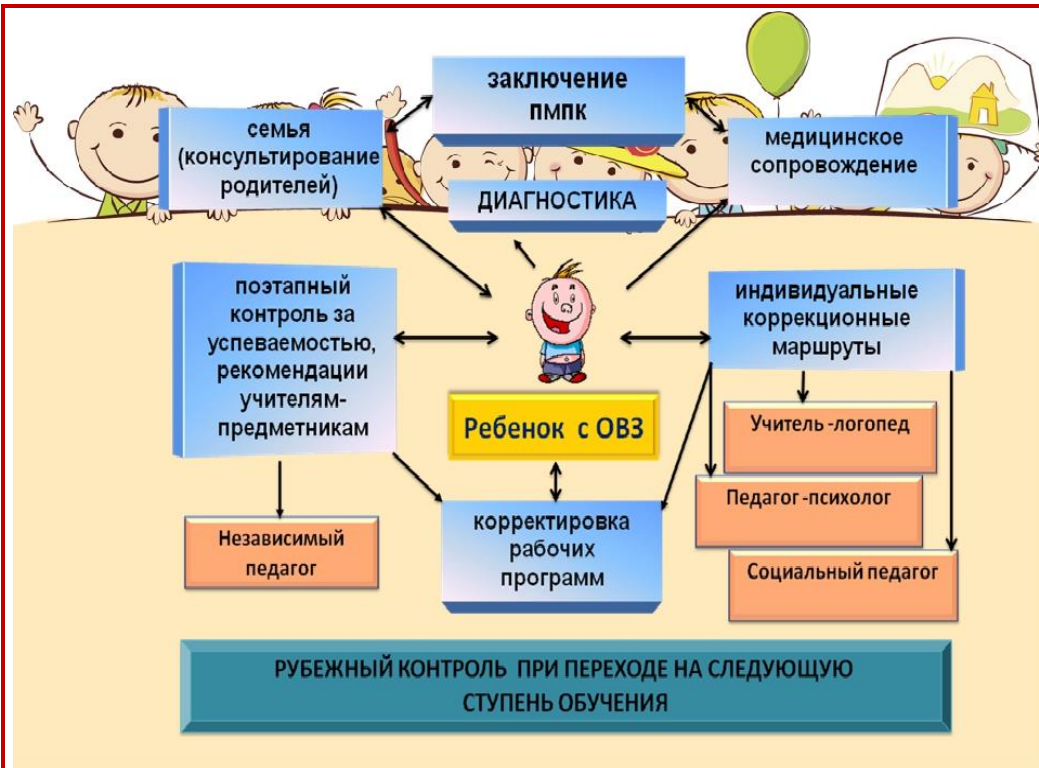 заключение
пмпк
семья
(консультирование
родителей)
медицинское
сопровождение
ДИАГНОСТИКА
поэтапный
контроль за
успеваемостью,
рекомендации
учителям-
предметникам
индивидуальные
коррекционные
маршруты
Ребенок с ОВЗ
Учитель -логопед
Педагог -психолог
Социальный педагог
Независимый
педагог
корректировка
рабочих
программ
РУБЕЖНЫЙ КОНТРОЛЬ ПРИ ПЕРЕХОДЕ НА СЛЕДУЮЩУЮ
СТУПЕНЬ ОБУЧЕНИЯ